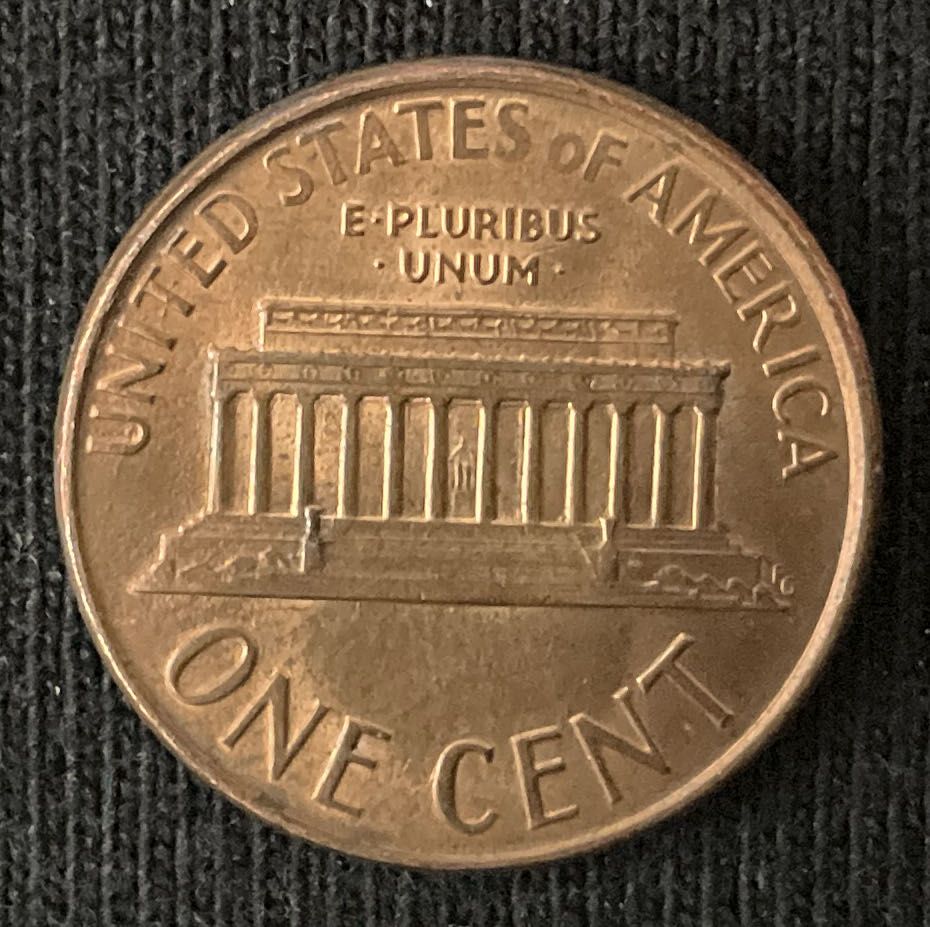 UNITED STATES oF AMERICA
E·PLURIBUS
·UNUM·
ONE CENT